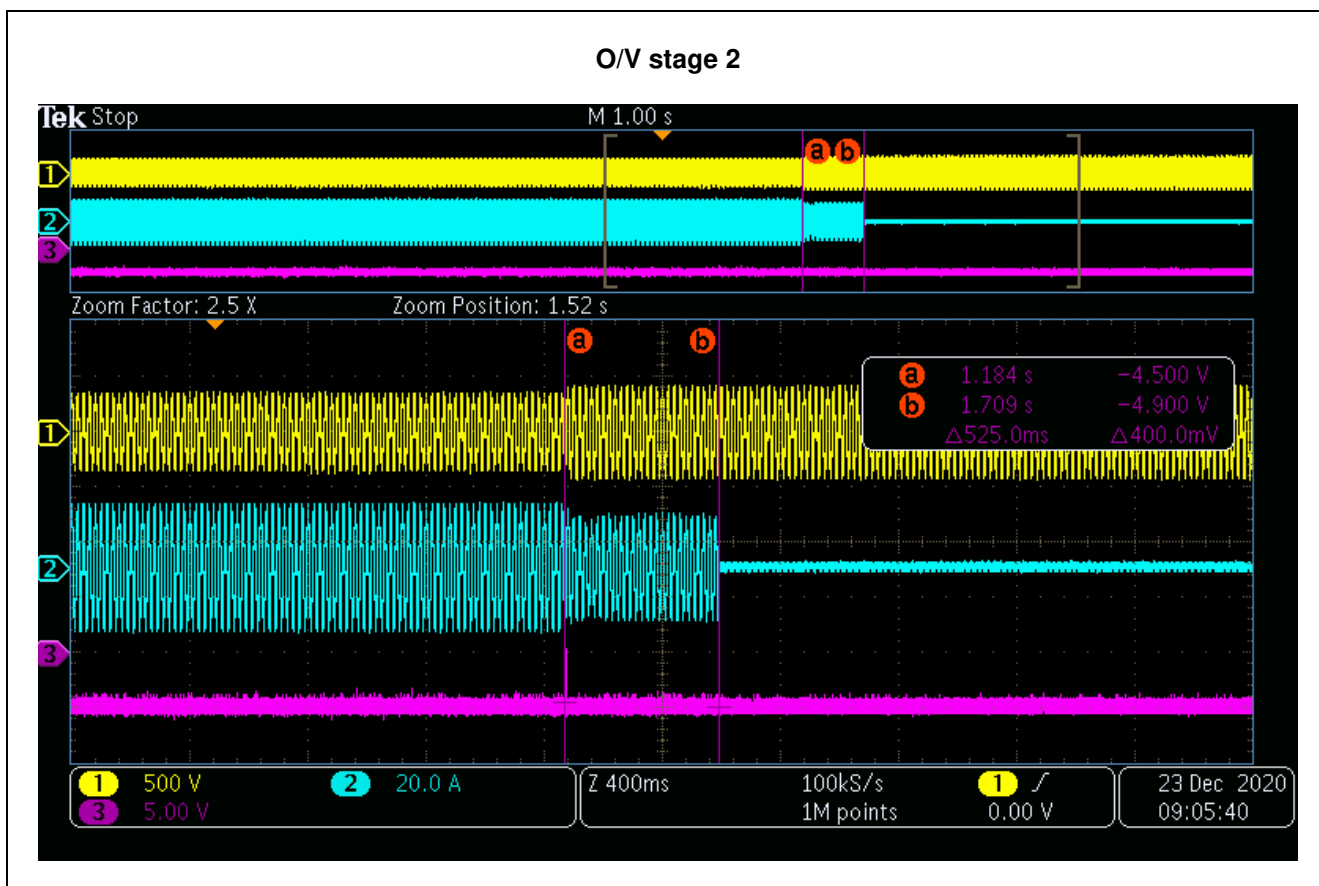 O/V stage 2
Tek Stop M 1.00 s
a b
1
2
3
Zoom Factor: 2.5 X Zoom Position: 1.52 s
a b
a 1.184 s −4.500 V
b 1.709 s −4.900 V
△525.0ms △400.0mV
1
2
3
1 500 V 2 20.0 A Z 400ms 100kS/s 1 23 Dec 2020
3 5.00 V 1M points 0.00 V 09:05:40